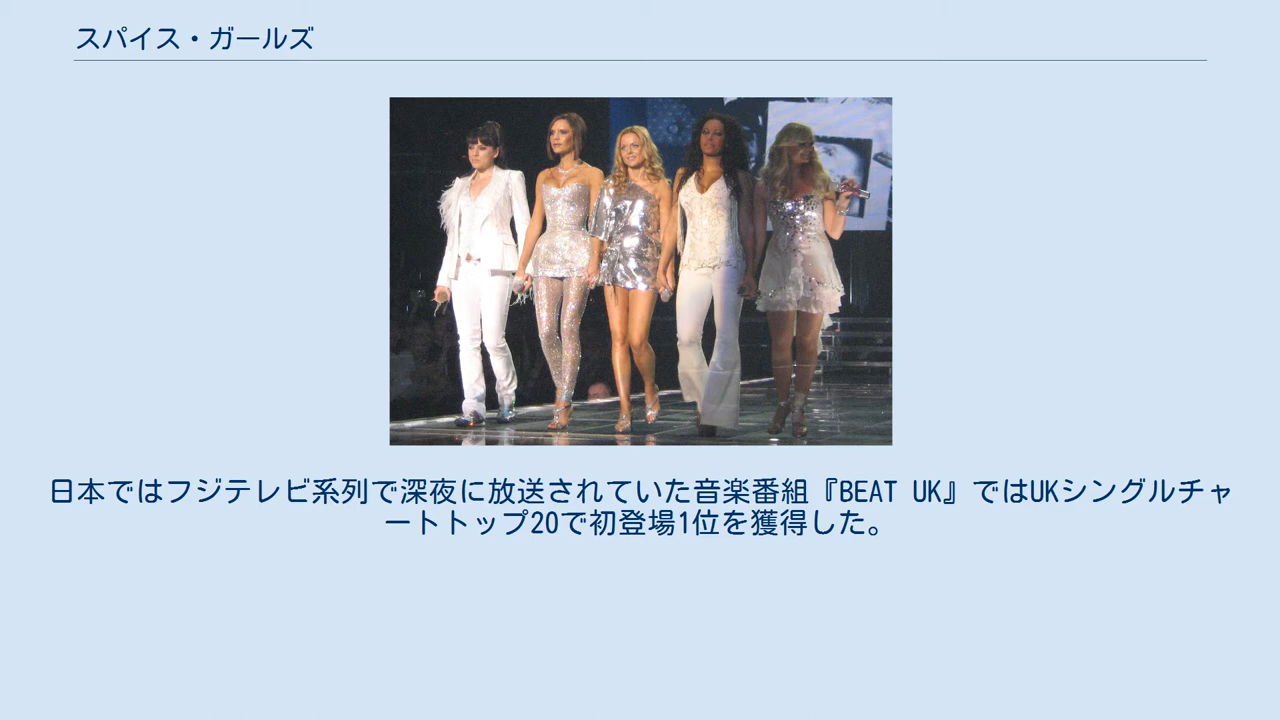 スパイス・ガールズ
日本ではフジテレビ系列で深夜に放送されていた音楽番組『BEAT UK』ではUKシングルチャ
ートトップ20で初登場1位を獲得した。